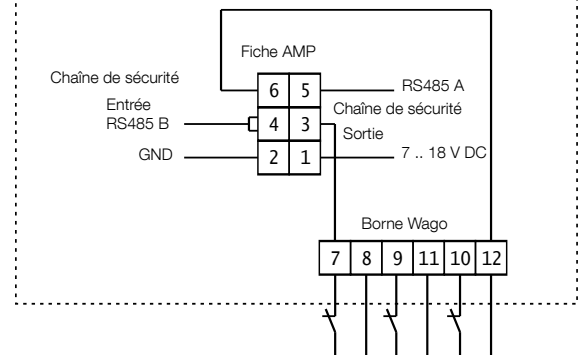 Fiche AMP
Chaîne de sécurité
Entrée
6 5 RS485 A
Chaîne de sécurité
RS485 B 4 3
Sortie
GND 2 1 7 .. 18 V DC
Borne Wago
7 8 9 11 10 12